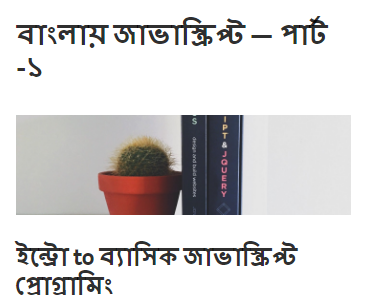 বাংলায় জাভাস্ক্রিপ্ট — পার্ট
-১
S
design and build websites
IPT & JQUERY
ইন্ট্রো to ব্যাসিক জাভাস্ক্রিপ্ট
প্রোগ্রামিং